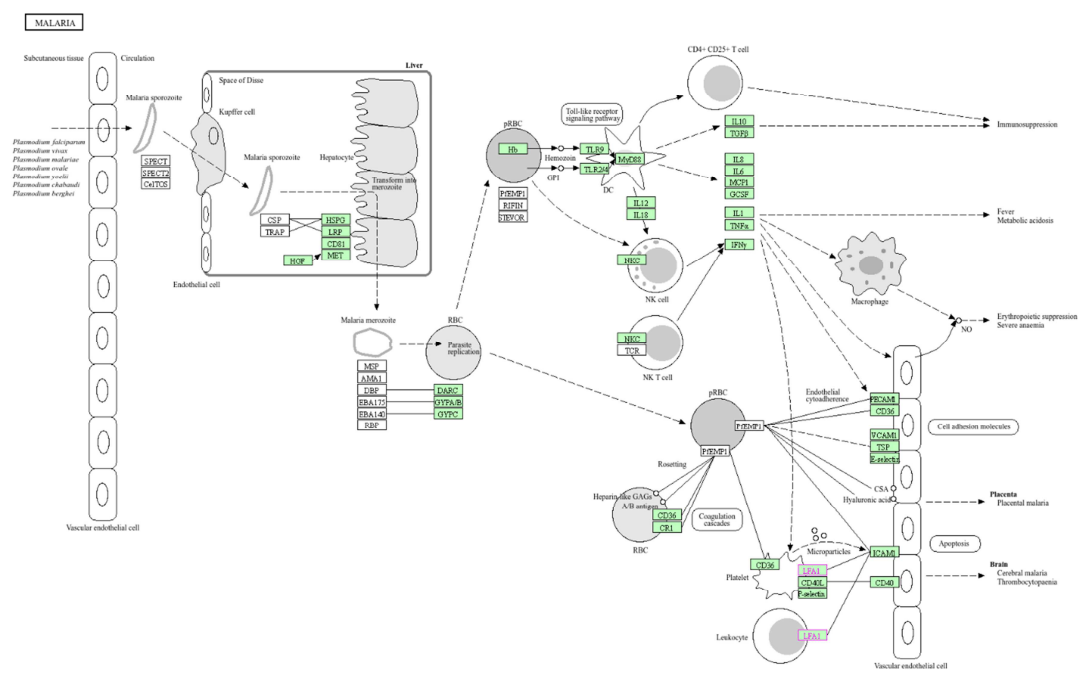 MALARIA
Subcutaneous tissue
Circulation
Malaria sporozoite
Plasmodium falciparum
Plasmodium vivax
Plasmodium malariae
Plasmodium ovale
Plasmodium yoelii
Plasmodium chabaudi
Plasmodium berghei
SPECT
SPECT2
CelTOS
Vascular endothelial cell
Liver
Space of Disse
Kupffer cell
Malaria sporozoite
Hepatocyte
Transform into
merozoite
CSP
TRAP
HSPG
LRP
CD81
MET
HGF
Endothelial cell
Malaria merozoite
MSP
AMA1
DBP
EBA175
EBA140
RBP
RBC
Parasite
replication
DARC
GYPA/B
GYPC
pRBC
Hb
PfEMP1
RIFIN
STEVOR
Hemozoin
GPI
Toll-like receptor
signaling pathway
TLR9
TLR2/4
MyD88
DC
IL12
IL18
CD4+ CD25+ T cell
IL10
TGFβ
IL8
IL6
MCP1
GCSF
IL1
TNFα
IFNγ
NKC
NK cell
NKC
TCR
NK T cell
Immunosuppression
Fever
Metabolic acidosis
Macrophage
NO
Erythropoietic suppression
Severe anaemia
pRBC
PfEMP1
PfEMP1
Endothelial
cytoadherence
PECAM1
CD36
VCAM1
TSP
E-selectin
CSA
Hyaluronic acid
Cell adhesion molecules
Rosetting
Heparin like GAGs
A/B antigen
CD36
CR1
RBC
Coagulation
cascades
Placenta
Placental malaria
Apoptosis
Microparticles
ICAM1
CD36
Platelet
LFA1
CD40L
P-selectin
CD40
Brain
Cerebral malaria
Thrombocytopaenia
Leukocyte
LFA1
Vascular endothelial cell